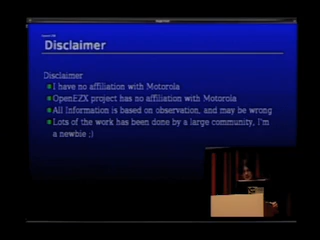 Disclaimer
Disclaimer
I have no affiliation with Motorola
OpenEZX project has no affiliation with Motorola
All Information is based on observation, and may be wrong
Lots of the work has been done by a large community, I'm
a newbie ;)